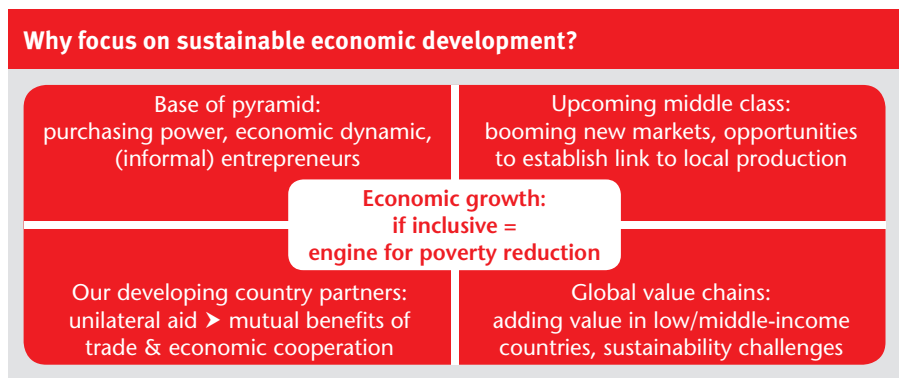 Why focus on sustainable economic development?
Base of pyramid:
purchasing power, economic dynamic,
(informal) entrepreneurs
Upcoming middle class:
booming new markets, opportunities
to establish link to local production
Economic growth:
if inclusive =
engine for poverty reduction
Our developing country partners:
unilateral aid ➤ mutual benefits of
trade & economic cooperation
Global value chains:
adding value in low/middle-income
countries, sustainability challenges